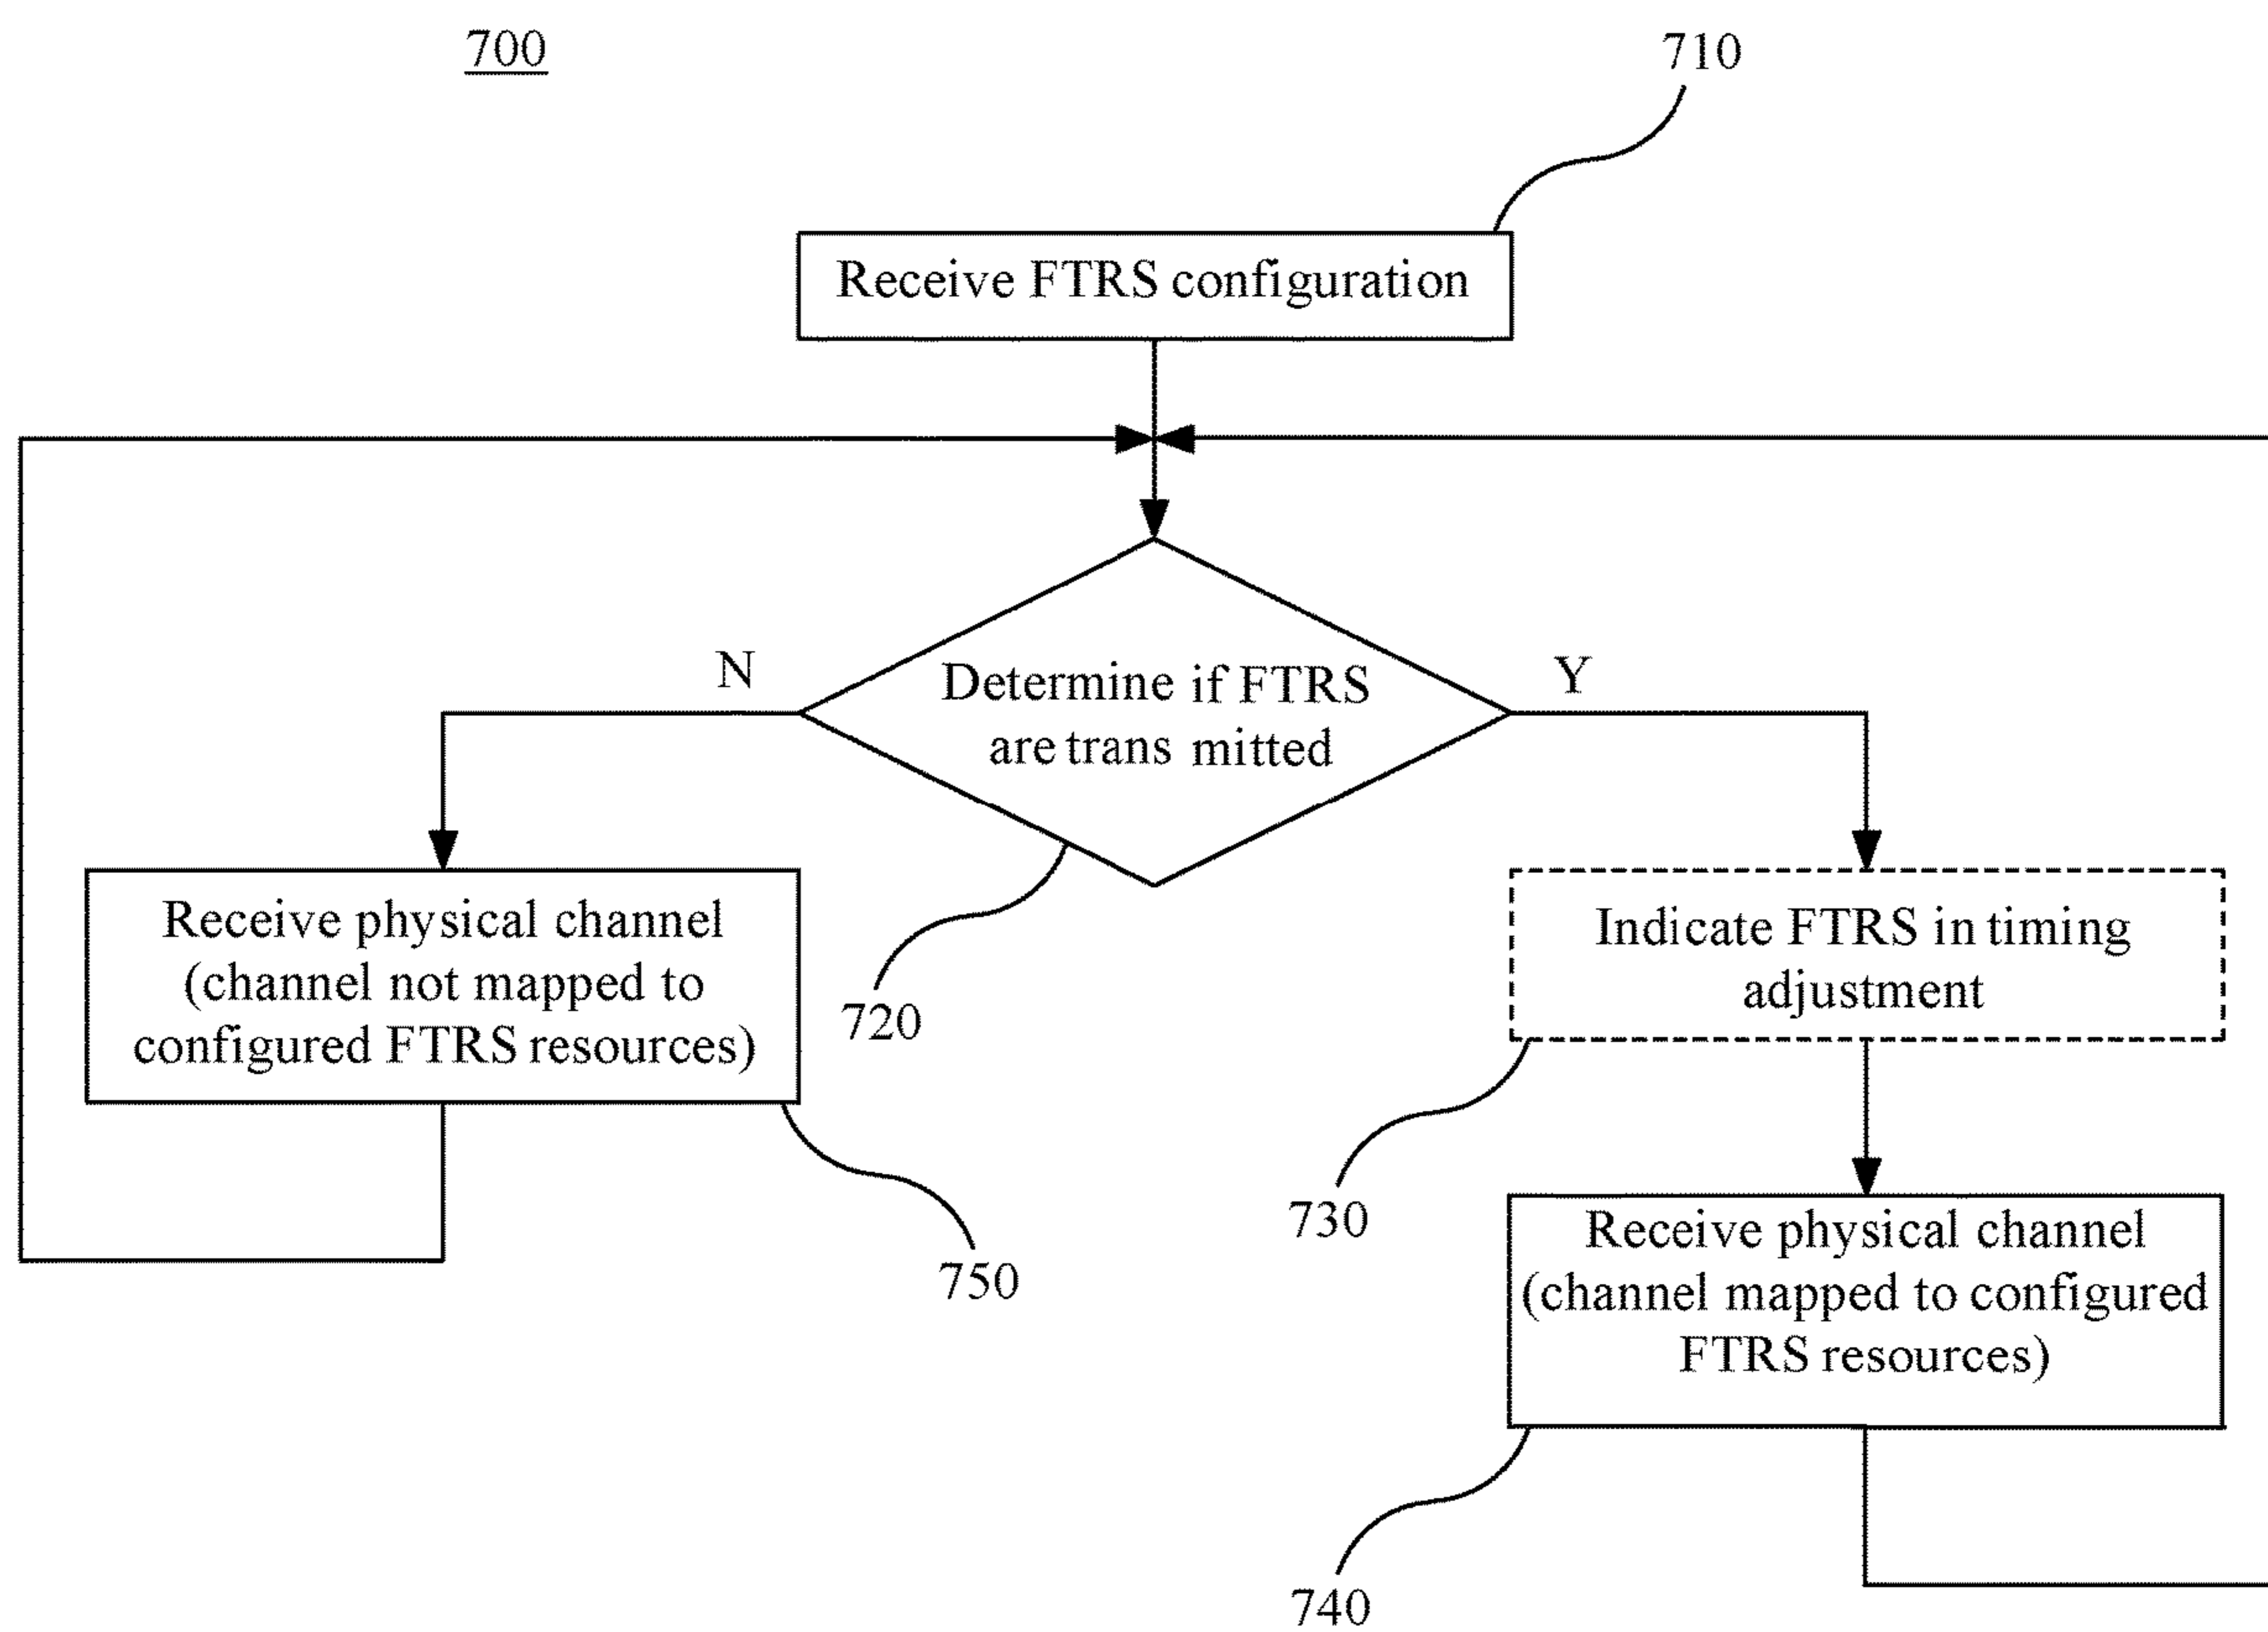 700
710
Receive FTRS configuration
N
Y
Determine if FTRS
are trans mitted
Receive physical channel
(channel not mapped to
configured FTRS resources)
720
Indicate FTRS in timing
adjustment
730
750
Receive physical channel
(channel mapped to configured
FTRS resources)
740